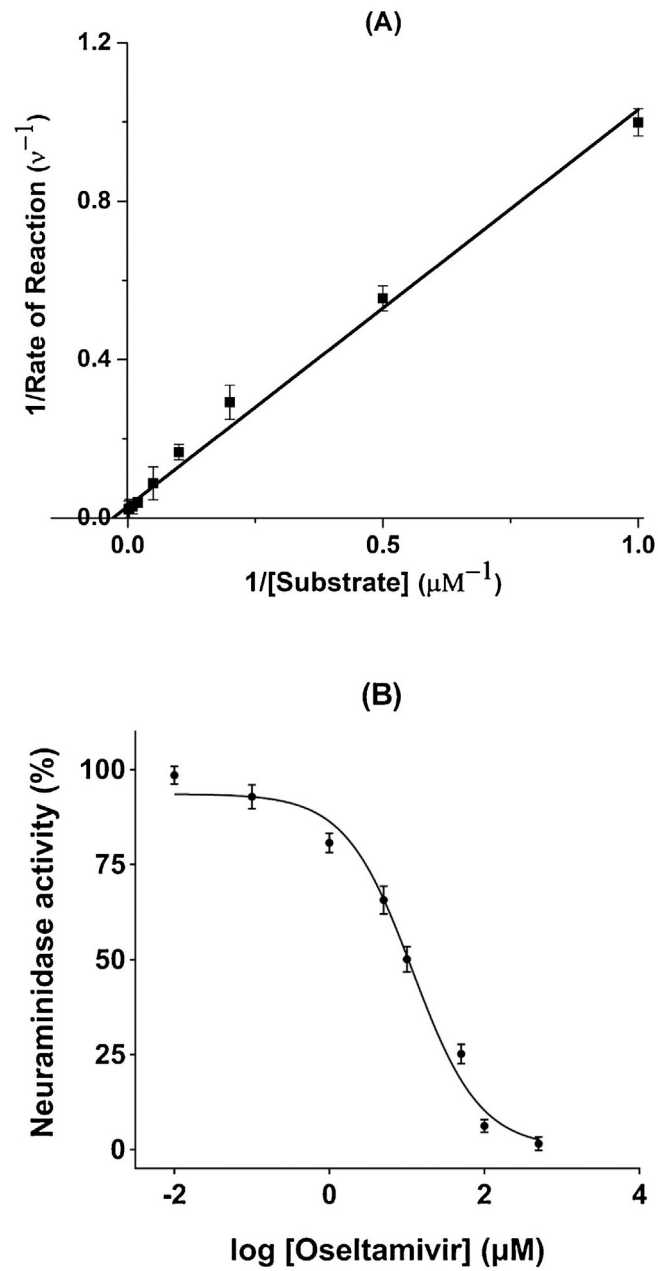 (A)
1.2
0.8
0.4
0.0
1/Rate of Reaction (ν⁻¹)
0.0 0.5 1.0
1/[Substrate] (μM⁻¹)
(B)
100
75
50
25
0
Neuraminidase activity (%)
-2 0 2 4
log [Oseltamivir] (μM)